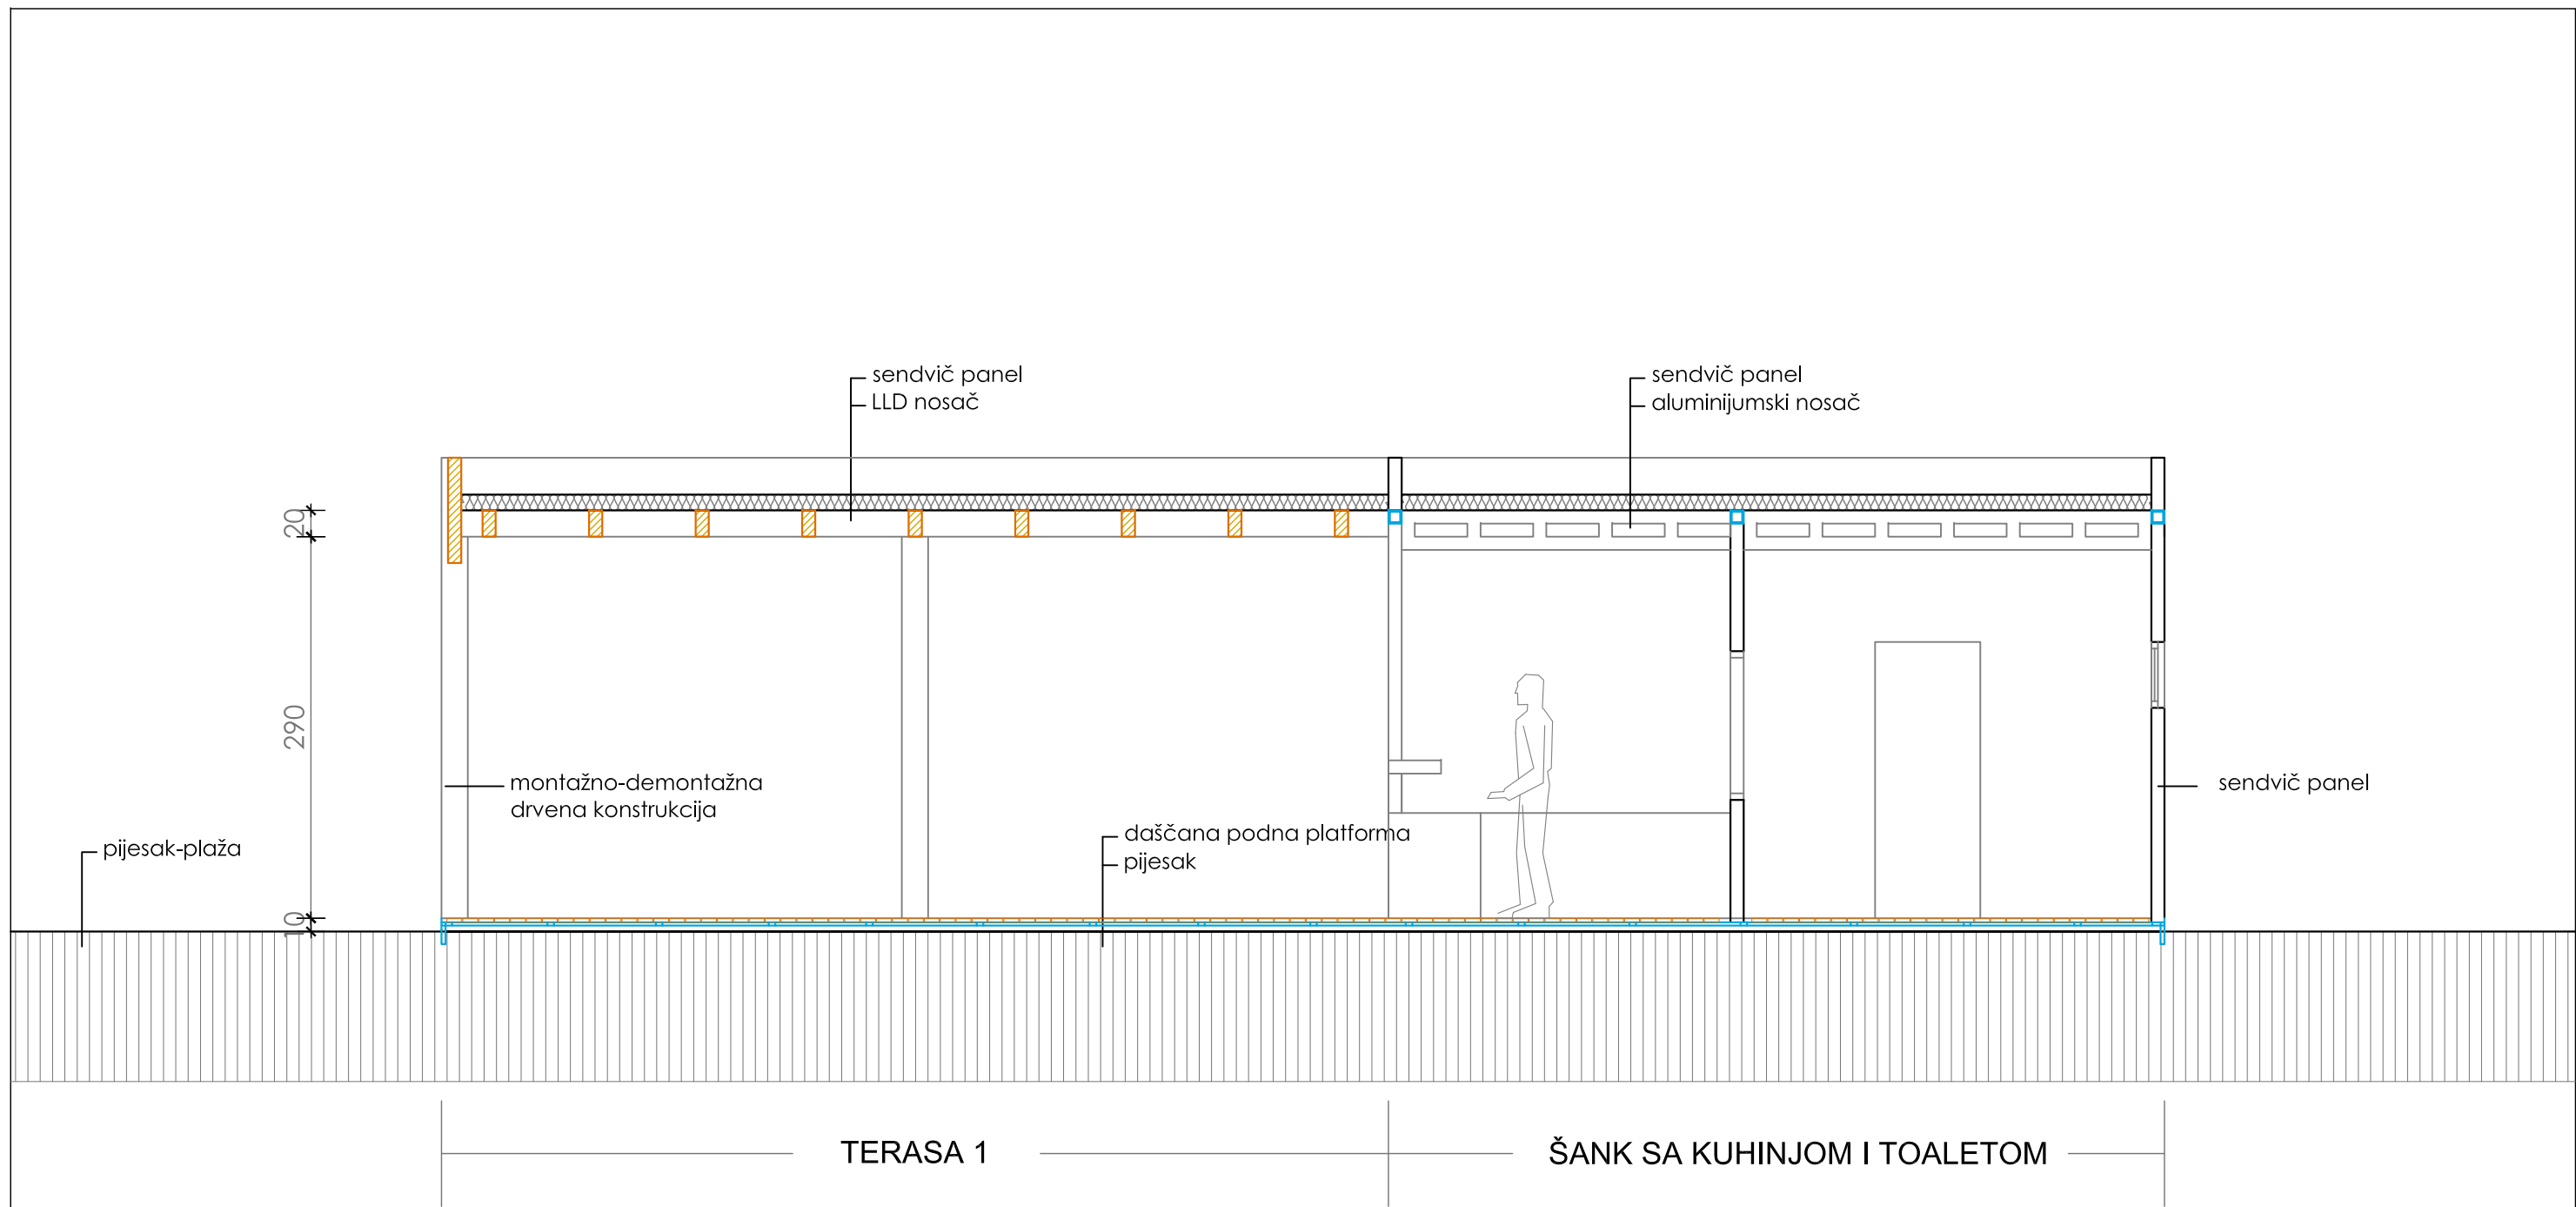 sendvič panel
LLD nosač
sendvič panel
aluminijumski nosač
20
290
10
montažno-demontažna
drvena konstrukcija
sendvič panel
daščana podna platforma
pijesak
pijesak-plaža
TERASA 1
ŠANK SA KUHINJOM I TOALETOM